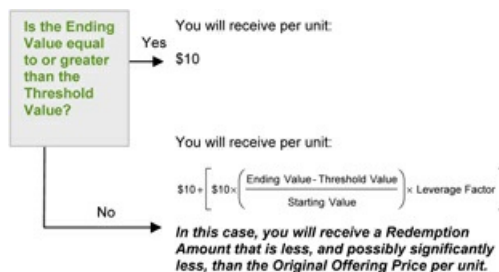 Is the Ending
Value equal
to or greater
than the
Threshold
Value?
Yes
You will receive per unit:
$10
You will receive per unit:
$10 + [ $10 × ( Ending Value - Threshold Value
Starting Value ) × Leverage Factor ]
No
In this case, you will receive a Redemption
Amount that is less, and possibly significantly
less, than the Original Offering Price per unit.